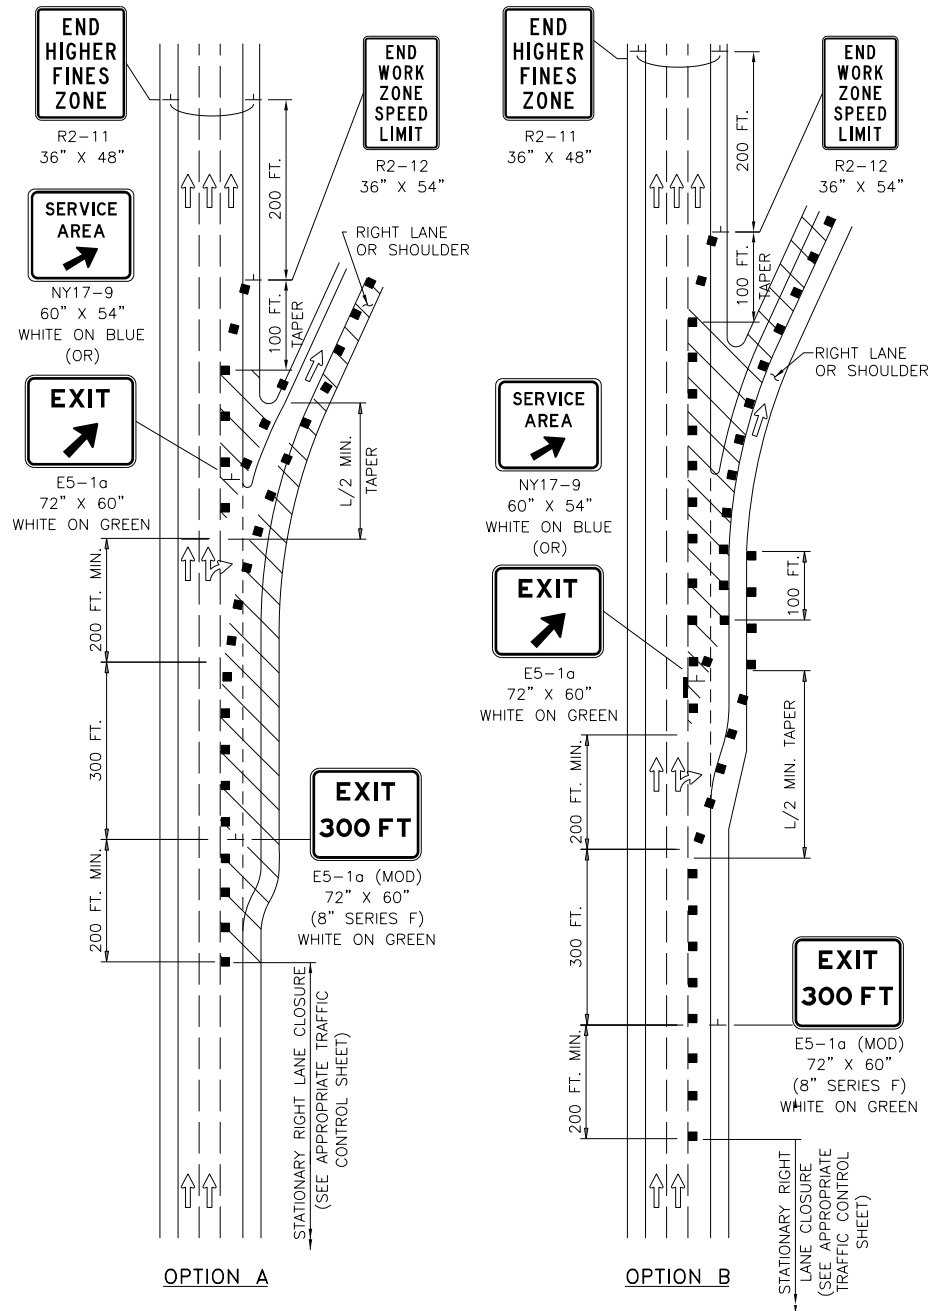 END
HIGHER
FINES
ZONE
R2-11
36" X 48"
END
WORK
ZONE
SPEED
LIMIT
R2-12
36" X 54"
200 FT.
SERVICE
AREA
NY17-9
60" X 54"
WHITE ON BLUE
(OR)
RIGHT LANE
OR SHOULDER
100 FT.
TAPER
EXIT
E5-1a
72" X 60"
WHITE ON GREEN
L/2 MIN.
TAPER
200 FT. MIN.
300 FT.
EXIT
300 FT
E5-1a (MOD)
72" X 60"
(8" SERIES F)
WHITE ON GREEN
200 FT. MIN.
STATIONARY RIGHT LANE CLOSURE
(SEE APPROPRIATE TRAFFIC
CONTROL SHEET)
OPTION A
END
HIGHER
FINES
ZONE
R2-11
36" X 48"
END
WORK
ZONE
SPEED
LIMIT
R2-12
36" X 54"
200 FT.
100 FT.
TAPER
RIGHT LANE
OR SHOULDER
SERVICE
AREA
NY17-9
60" X 54"
WHITE ON BLUE
(OR)
EXIT
E5-1a
72" X 60"
WHITE ON GREEN
100 FT.
L/2 MIN. TAPER
200 FT. MIN.
300 FT.
EXIT
300 FT
E5-1a (MOD)
72" X 60"
(8" SERIES F)
WHITE ON GREEN
200 FT. MIN.
STATIONARY RIGHT
LANE CLOSURE
(SEE APPROPRIATE
TRAFFIC CONTROL
SHEET)
OPTION B